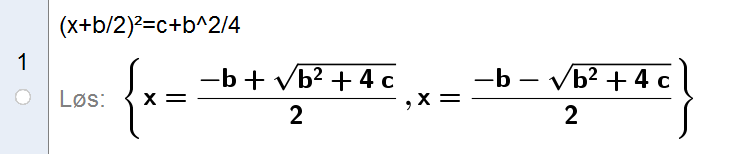 (x+b/2)²=c+b^2/4
1
Løs: {x = (−b + √(b² + 4 c))/2 , x = (−b − √(b² + 4 c))/2}